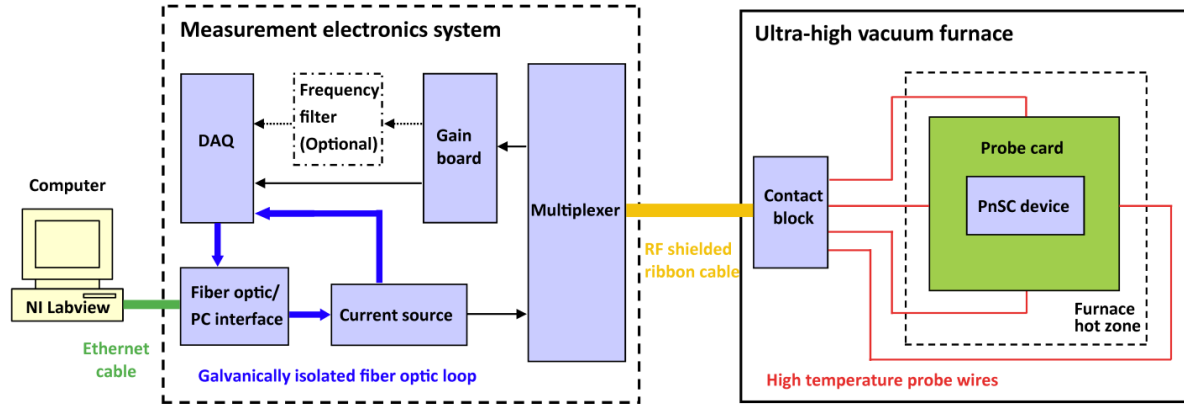 Measurement electronics system
DAQ
Frequency
filter
(Optional)
Gain
board
Multiplexer
Computer
NI Labview
Fiber optic/
PC interface
Current source
Ethernet
cable
Galvanically isolated fiber optic loop
RF shielded
ribbon cable
Ultra-high vacuum furnace
Contact
block
Probe card
PnSC device
Furnace
hot zone
High temperature probe wires